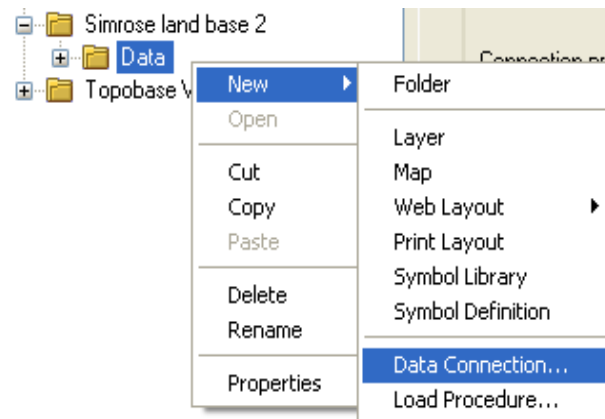 Simrose land base 2
Data
Topobase V
New
Open
Cut
Copy
Paste
Delete
Rename
Properties
Connection pr
Folder
Layer
Map
Web Layout
Print Layout
Symbol Library
Symbol Definition
Data Connection...
Load Procedure...